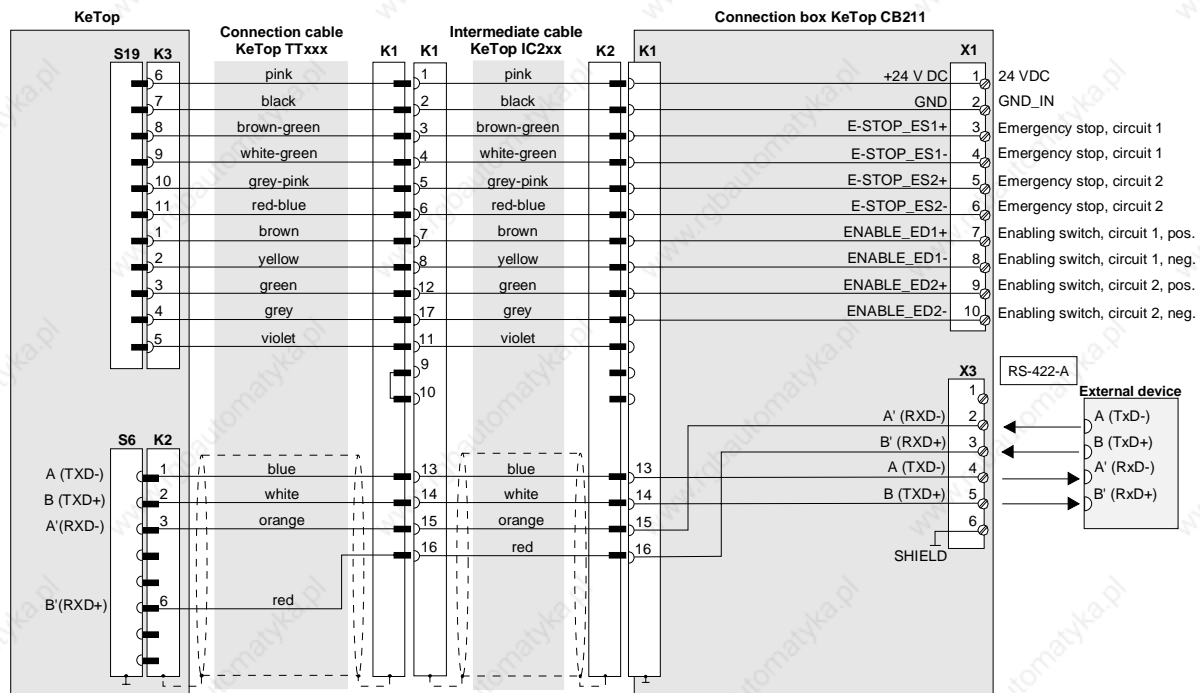 KeTop
Connection cable
KeTop TTxxx
Intermediate cable
KeTop IC2xx
Connection box KeTop CB211
S19 K3 K1 K1 K2 K1 X1
6 pink 1 pink +24 V DC 1 24 VDC
7 black 2 black GND 2 GND_IN
8 brown-green 3 brown-green E-STOP_ES1+ 3 Emergency stop, circuit 1
9 white-green 4 white-green E-STOP_ES1- 4 Emergency stop, circuit 1
10 grey-pink 5 grey-pink E-STOP_ES2+ 5 Emergency stop, circuit 2
11 red-blue 6 red-blue E-STOP_ES2- 6 Emergency stop, circuit 2
1 brown 7 brown ENABLE_ED1+ 7 Enabling switch, circuit 1, pos.
2 yellow 8 yellow ENABLE_ED1- 8 Enabling switch, circuit 1, neg.
3 green 12 green ENABLE_ED2+ 9 Enabling switch, circuit 2, pos.
4 grey 17 grey ENABLE_ED2- 10 Enabling switch, circuit 2, neg.
5 violet 11 violet
9
10
X3 RS-422-A
External device
1
A' (RXD-) 2 A (TxD-)
B' (RXD+) 3 B (TxD+)
A (TXD-) 4 A' (RxD-)
B (TXD+) 5 B' (RxD+)
6
SHIELD
S6 K2
A (TXD-) 1 blue 13 blue 13
B (TXD+) 2 white 14 white 14
A'(RXD-) 3 orange 15 orange 15
16 red 16
B'(RXD+) 6 red
www.rgbautomatyka.pl